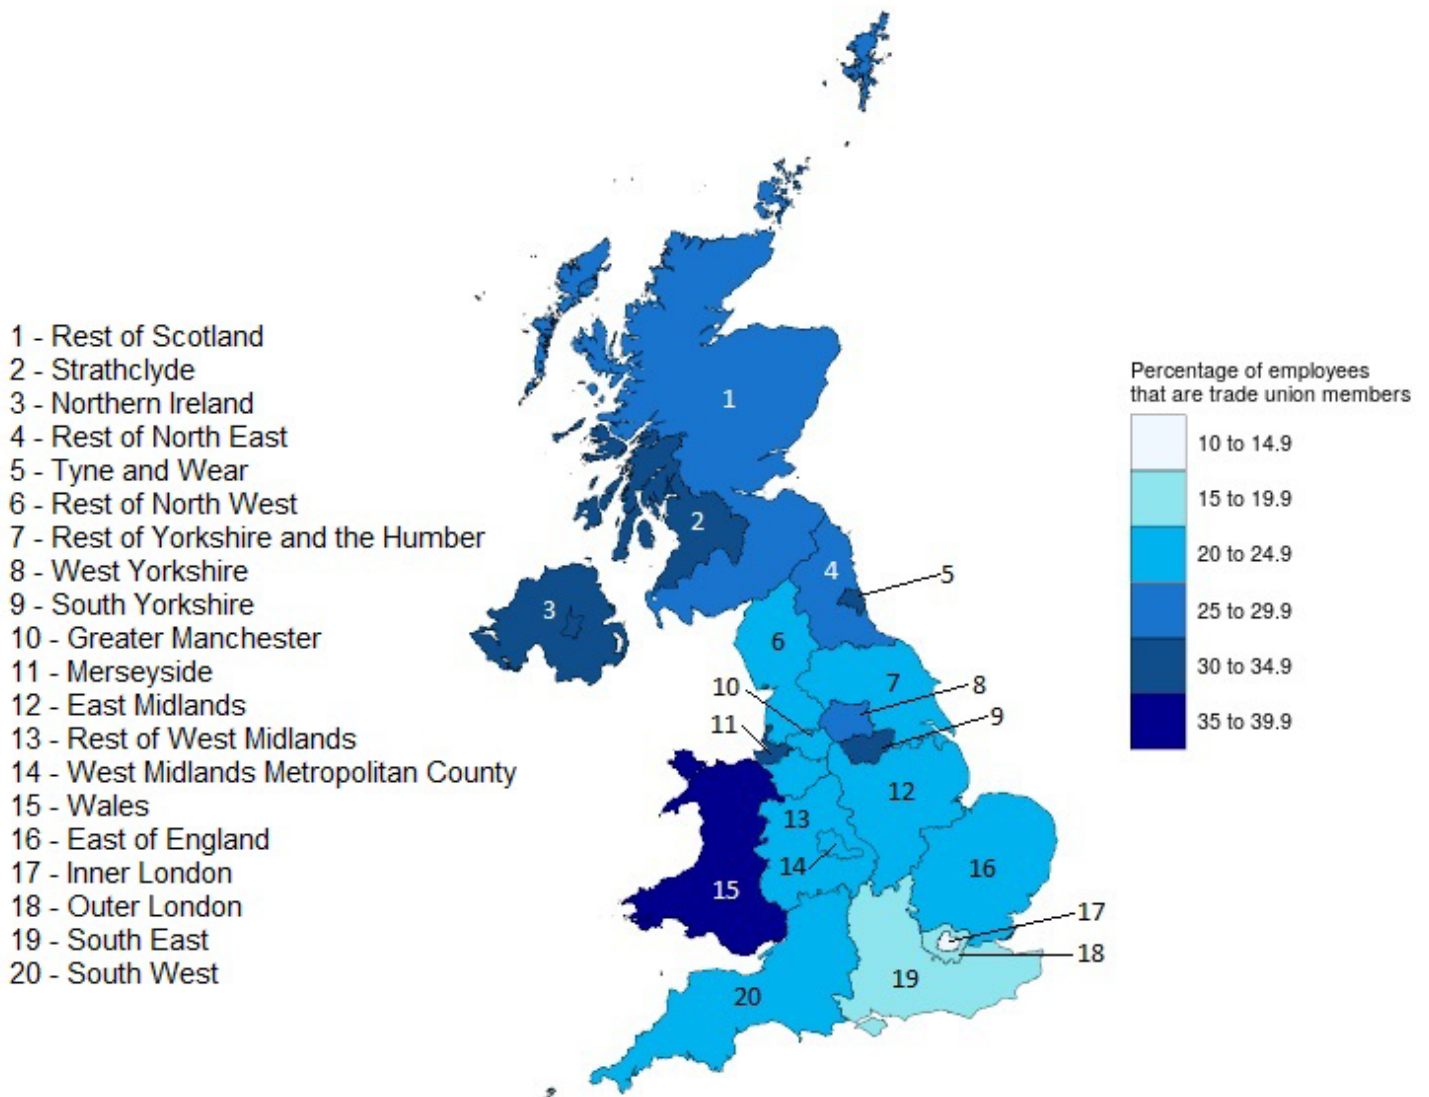 1 - Rest of Scotland
2 - Strathclyde
3 - Northern Ireland
4 - Rest of North East
5 - Tyne and Wear
6 - Rest of North West
7 - Rest of Yorkshire and the Humber
8 - West Yorkshire
9 - South Yorkshire
10 - Greater Manchester
11 - Merseyside
12 - East Midlands
13 - Rest of West Midlands
14 - West Midlands Metropolitan County
15 - Wales
16 - East of England
17 - Inner London
18 - Outer London
19 - South East
20 - South West
1
2
3
4
5
6
7
8
9
10
11
12
13
14
15
16
17
18
19
20
Percentage of employees
that are trade union members
10 to 14.9
15 to 19.9
20 to 24.9
25 to 29.9
30 to 34.9
35 to 39.9